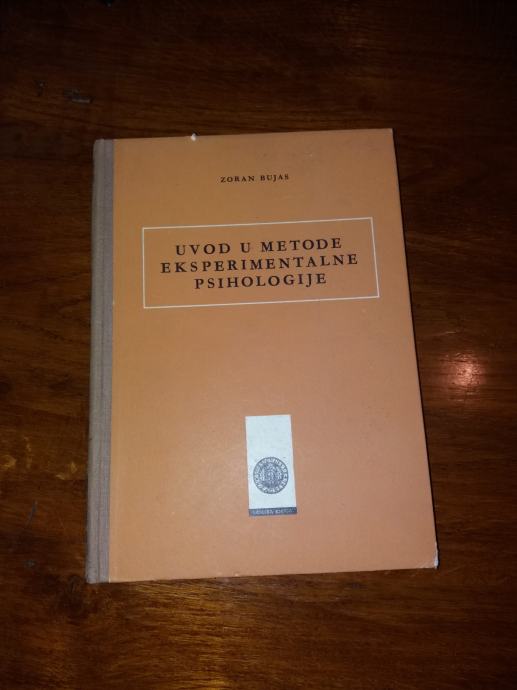 ZORAN BUJAS
UVOD U METODE
EKSPERIMENTALNE
PSIHOLOGIJE